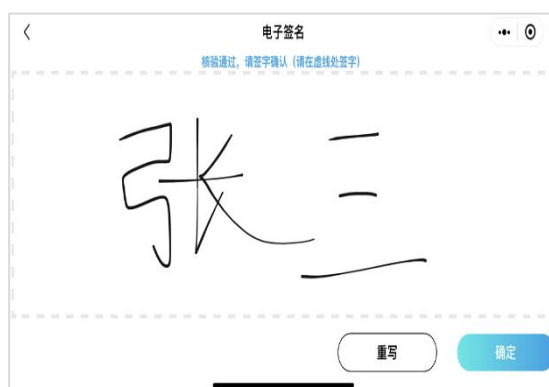 电子签名
核验通过，请签字确认（请在虚线处签字）
张三
重写
确定